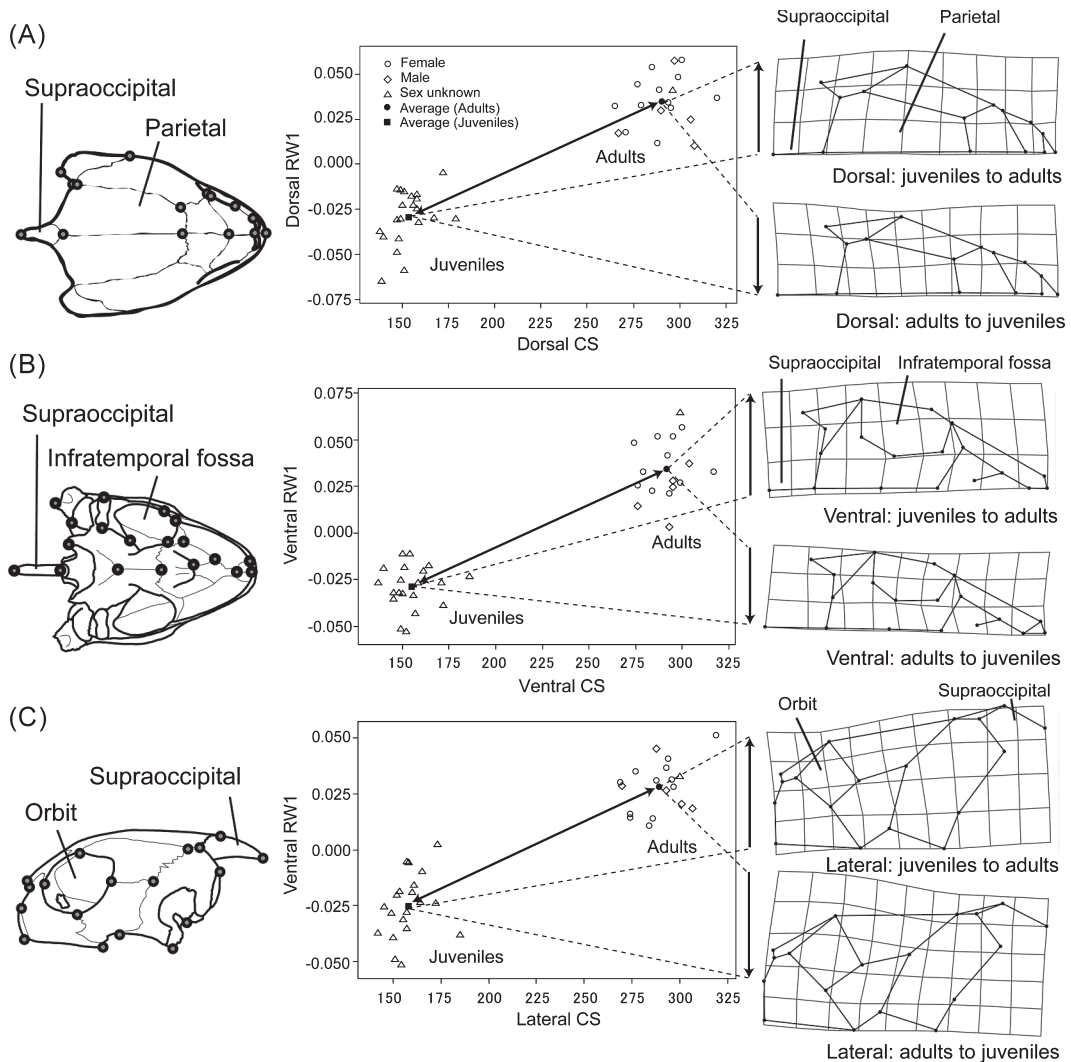 (A)
Supraoccipital
Parietal
Dorsal RW1
0.050
0.025
0.000
-0.025
-0.050
-0.075
Female
Male
Sex unknown
Average (Adults)
Average (Juveniles)
Adults
Juveniles
150 175 200 225 250 275 300 325
Dorsal CS
Supraoccipital Parietal
Dorsal: juveniles to adults
Dorsal: adults to juveniles
(B)
Supraoccipital
Infratemporal fossa
Ventral RW1
0.075
0.050
0.025
0.000
-0.025
-0.050
Adults
Juveniles
150 175 200 225 250 275 300 325
Ventral CS
Supraoccipital Infratemporal fossa
Ventral: juveniles to adults
Ventral: adults to juveniles
(C)
Supraoccipital
Orbit
Ventral RW1
0.050
0.025
0.000
-0.025
-0.050
Adults
Juveniles
150 175 200 225 250 275 300 325
Lateral CS
Supraoccipital
Orbit
Lateral: juveniles to adults
Lateral: adults to juveniles